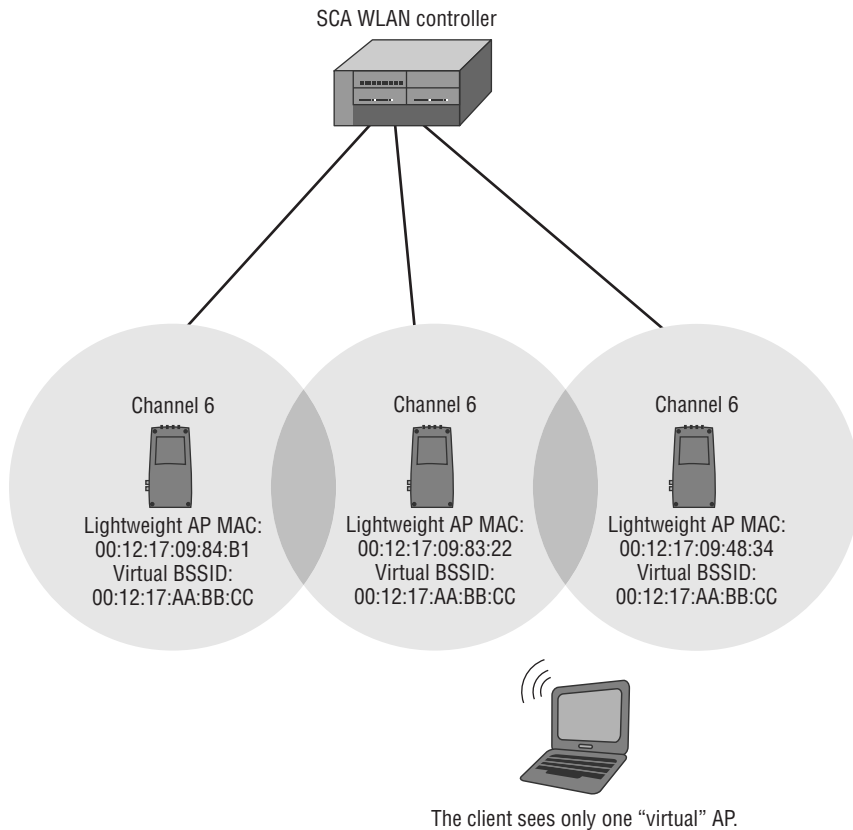 SCA WLAN controller
Channel 6
Lightweight AP MAC:
00:12:17:09:84:B1
Virtual BSSID:
00:12:17:AA:BB:CC
Channel 6
Lightweight AP MAC:
00:12:17:09:83:22
Virtual BSSID:
00:12:17:AA:BB:CC
Channel 6
Lightweight AP MAC:
00:12:17:09:48:34
Virtual BSSID:
00:12:17:AA:BB:CC
The client sees only one “virtual” AP.